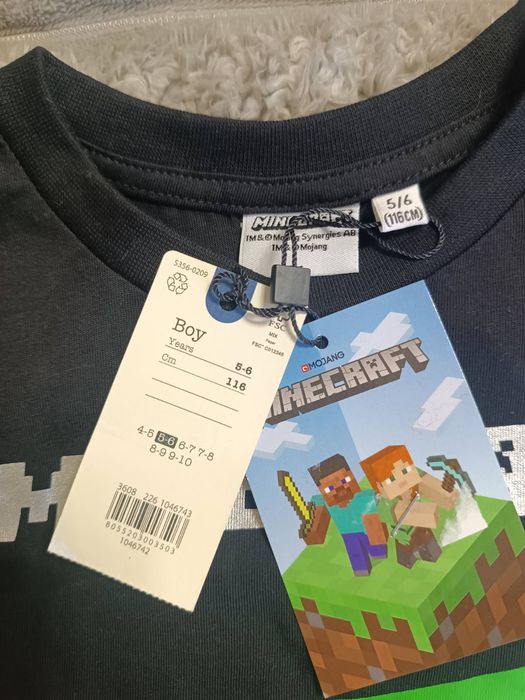 MINECRAFT
TM & © Mojang Synergies AB
TM & © Mojang
5/6
(116CM)
5356-0209
FSC
MIX
Paper
FSC® C012345
Boy
Years 5-6
Cm 116
4-5 5-6 6-7 7-8
8-9 9-10
3608 226 1046743
8055203003503
1046742
MOJANG
MINECRAFT